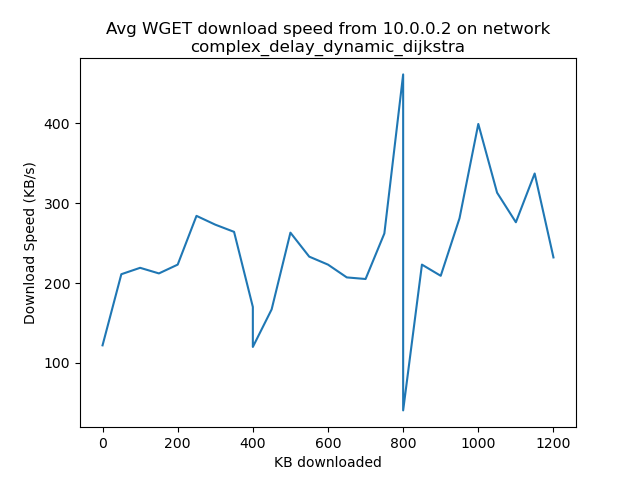 Avg WGET download speed from 10.0.0.2 on network
complex_delay_dynamic_dijkstra
400
300
200
100
Download Speed (KB/s)
0 200 400 600 800 1000 1200
KB downloaded